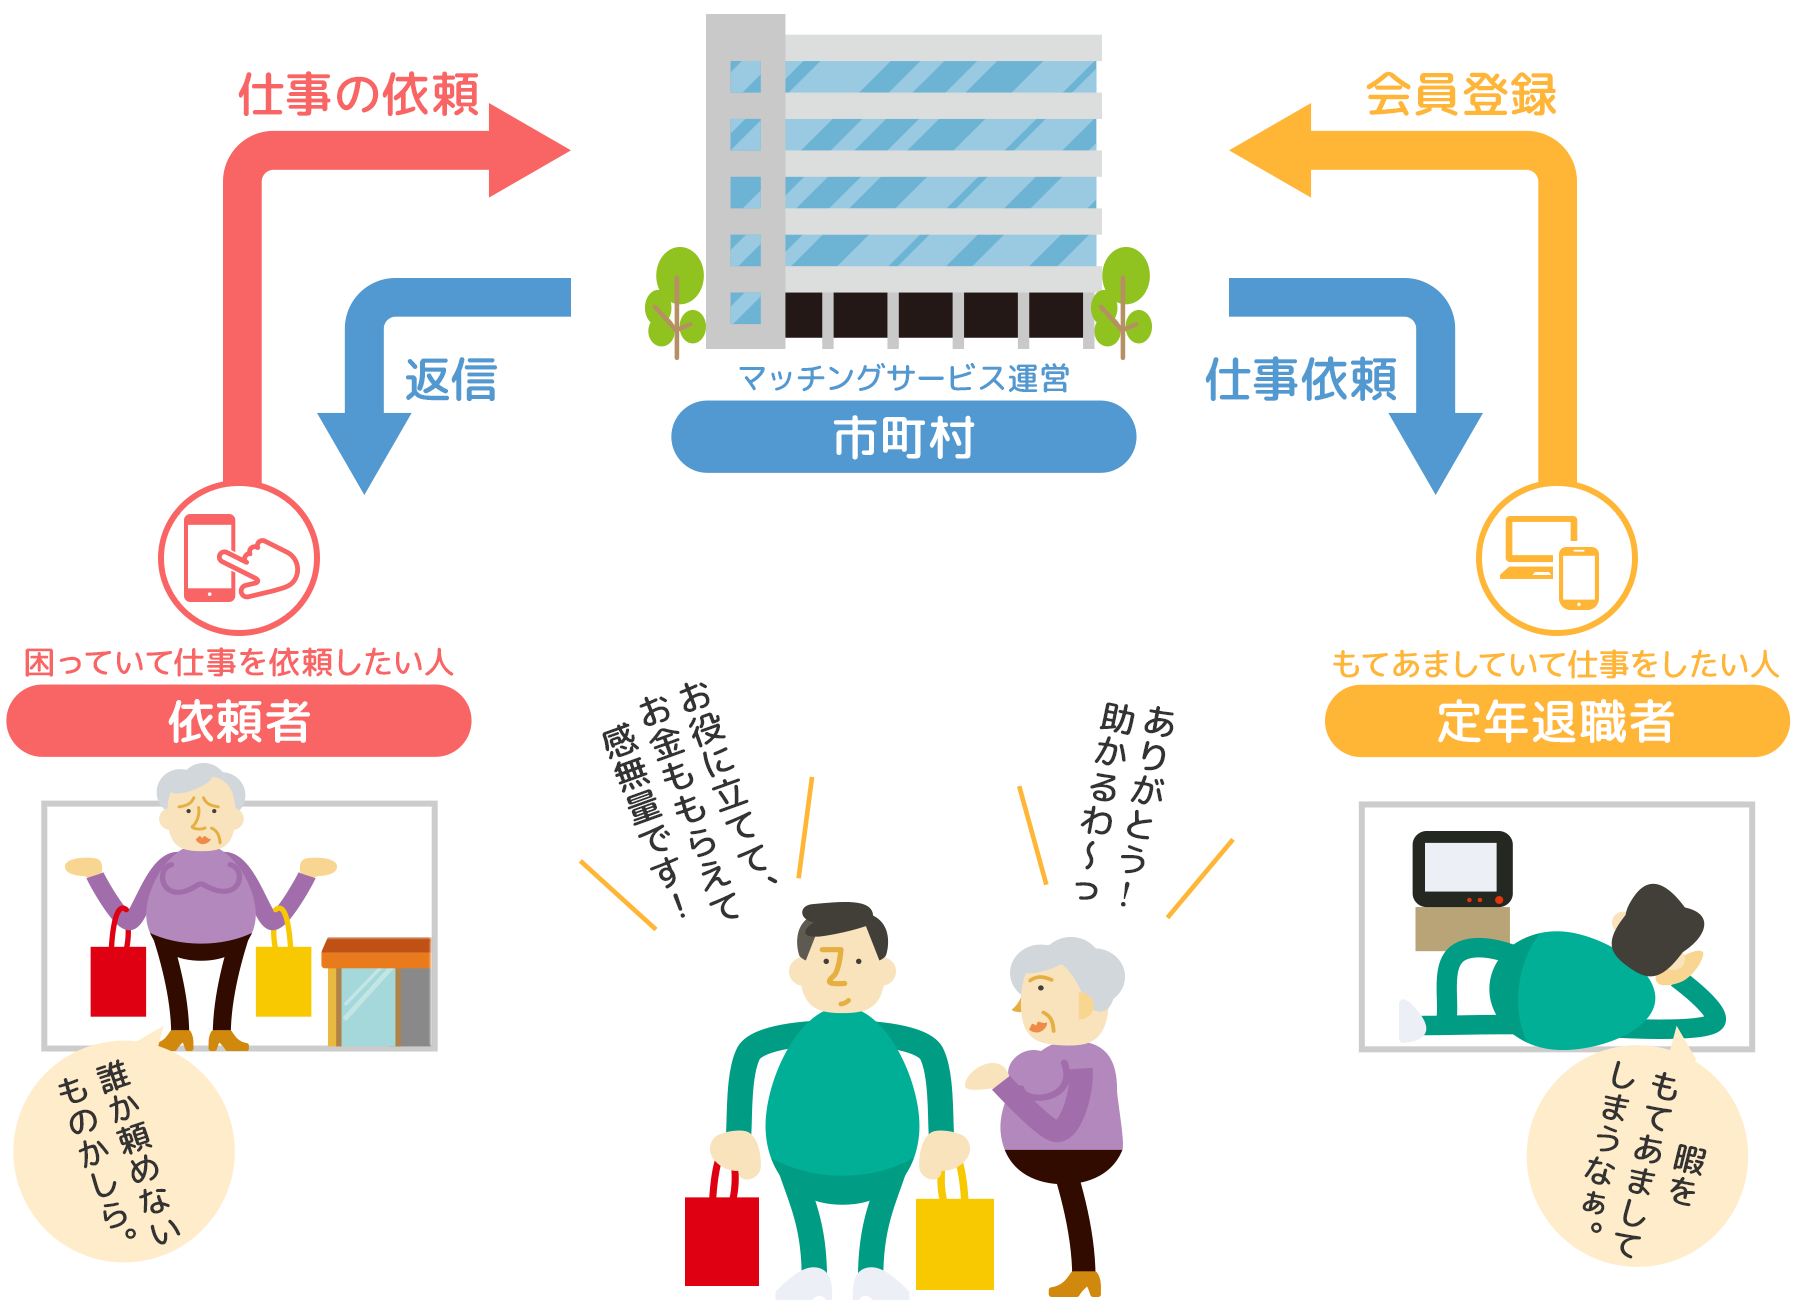 仕事の依頼
会員登録
返信
マッチングサービス運営
市町村
仕事依頼
困っていて仕事を依頼したい人
依頼者
もてあましていて仕事をしたい人
定年退職者
お役に立てて、
お金ももらえて
感無量です！
ありがとう！
助かるわ〜っ
誰か頼めない
ものかしら。
暇を
もてあまして
しまうなぁ。